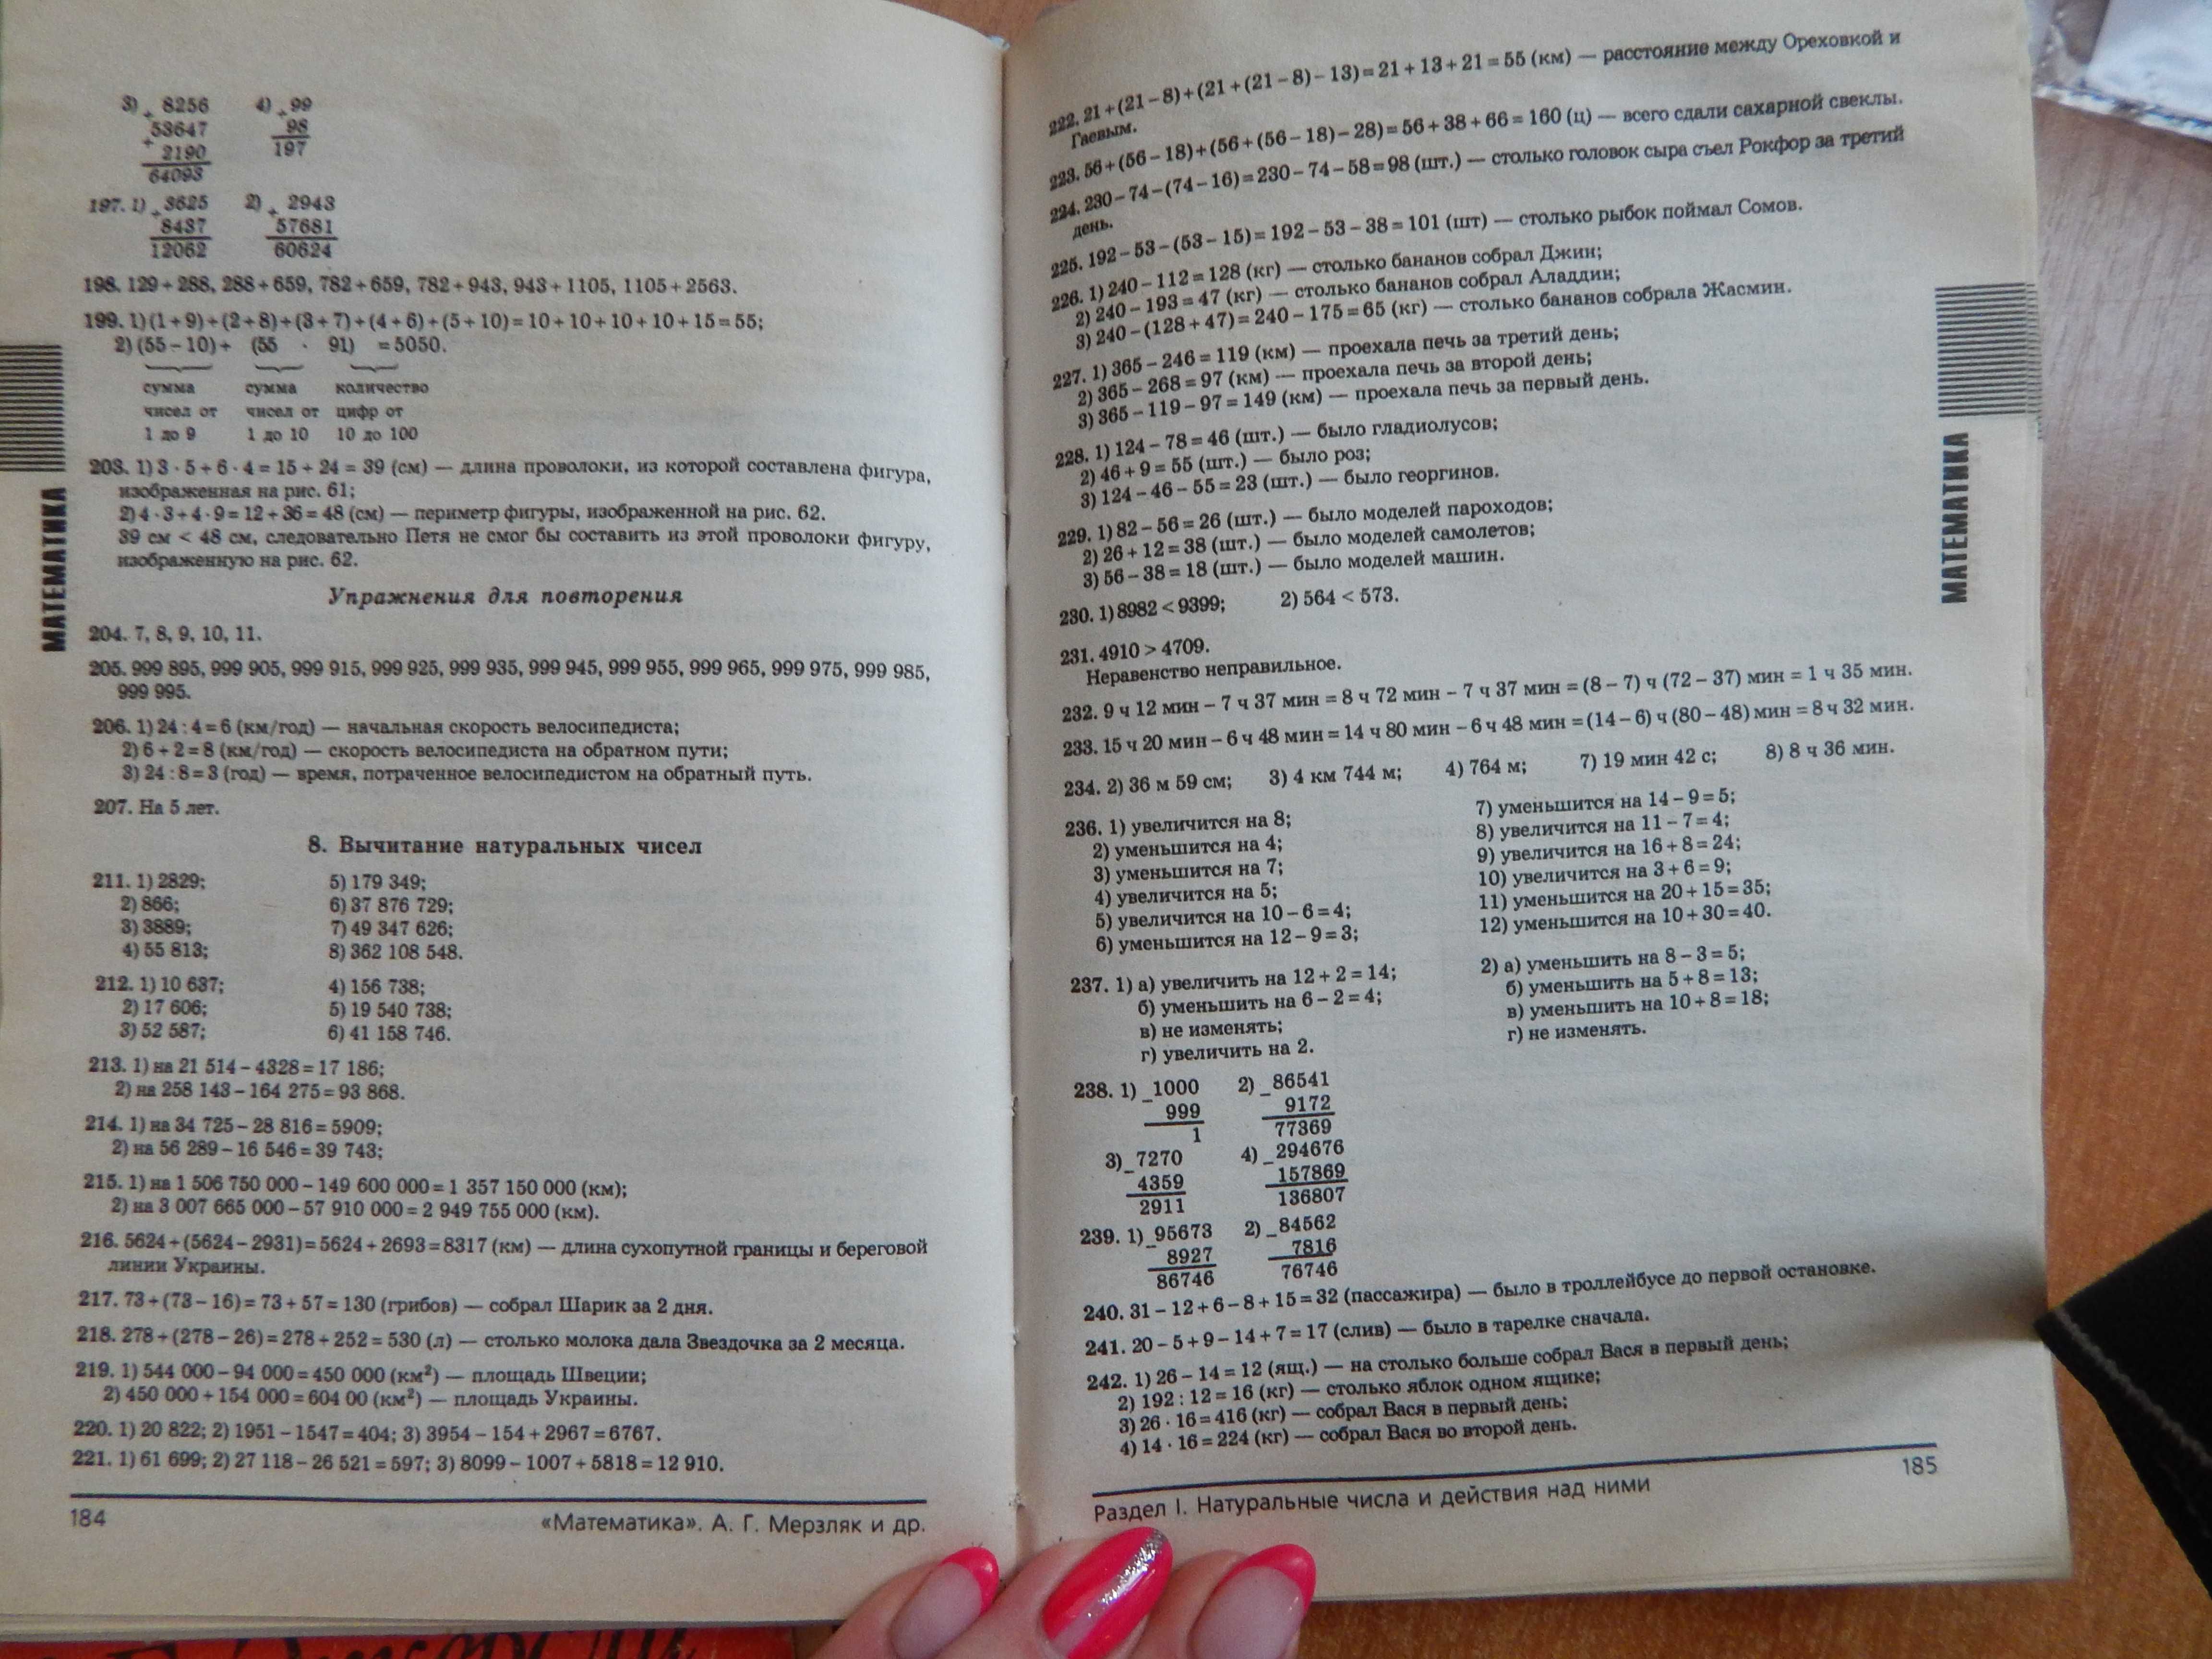 3) + 8256
53647
+ 2190
64093
4) + 99
98
197
197. 1) + 3625
8437
12062
2) + 2943
57681
60624
198. 129 + 288, 288 + 659, 782 + 659, 782 + 943, 943 + 1105, 1105 + 2563.
199. 1) (1 + 9) + (2 + 8) + (3 + 7) + (4 + 6) + (5 + 10) = 10 + 10 + 10 + 10 + 15 = 55;
2) (55 – 10) + (55 · 91) = 5050.
сумма сумма количество
чисел от чисел от цифр от
1 до 9 1 до 10 10 до 100
203. 1) 3 · 5 + 6 · 4 = 15 + 24 = 39 (см) — длина проволоки, из которой составлена фигура,
изображенная на рис. 61;
2) 4 · 3 + 4 · 9 = 12 + 36 = 48 (см) — периметр фигуры, изображенной на рис. 62.
39 см < 48 см, следовательно Петя не смог бы составить из этой проволоки фигуру,
изображенную на рис. 62.
Упражнения для повторения
204. 7, 8, 9, 10, 11.
205. 999 895, 999 905, 999 915, 999 925, 999 935, 999 945, 999 955, 999 965, 999 975, 999 985,
999 995.
206. 1) 24 : 4 = 6 (км/год) — начальная скорость велосипедиста;
2) 6 + 2 = 8 (км/год) — скорость велосипедиста на обратном пути;
3) 24 : 8 = 3 (год) — время, потраченное велосипедистом на обратный путь.
207. На 5 лет.
8. Вычитание натуральных чисел
211. 1) 2829; 5) 179 349;
2) 866; 6) 37 876 729;
3) 3889; 7) 49 347 626;
4) 55 813; 8) 362 108 548.
212. 1) 10 637; 4) 156 738;
2) 17 606; 5) 19 540 738;
3) 52 587; 6) 41 158 746.
213. 1) на 21 514 – 4328 = 17 186;
2) на 258 143 – 164 275 = 93 868.
214. 1) на 34 725 – 28 816 = 5909;
2) на 56 289 – 16 546 = 39 743;
215. 1) на 1 506 750 000 – 149 600 000 = 1 357 150 000 (км);
2) на 3 007 665 000 – 57 910 000 = 2 949 755 000 (км).
216. 5624 + (5624 – 2931) = 5624 + 2693 = 8317 (км) — длина сухопутной границы и береговой
линии Украины.
217. 73 + (73 – 16) = 73 + 57 = 130 (грибов) — собрал Шарик за 2 дня.
218. 278 + (278 – 26) = 278 + 252 = 530 (л) — столько молока дала Звездочка за 2 месяца.
219. 1) 544 000 – 94 000 = 450 000 (км²) — площадь Швеции;
2) 450 000 + 154 000 = 604 00 (км²) — площадь Украины.
220. 1) 20 822; 2) 1951 – 1547 = 404; 3) 3954 – 154 + 2967 = 6767.
221. 1) 61 699; 2) 27 118 – 26 521 = 597; 3) 8099 – 1007 + 5818 = 12 910.
184 «Математика». А. Г. Мерзляк и др.
МАТЕМАТИКА
222. 21 + (21 – 8) + (21 + (21 – 8) – 13) = 21 + 13 + 21 = 55 (км) — расстояние между Ореховкой и
Гаевым.
223. 56 + (56 – 18) + (56 + (56 – 18) – 28) = 56 + 38 + 66 = 160 (ц) — всего сдали сахарной свеклы.
224. 230 – 74 – (74 – 16) = 230 – 74 – 58 = 98 (шт.) — столько головок сыра съел Рокфор за третий
день.
225. 192 – 53 – (53 – 15) = 192 – 53 – 38 = 101 (шт) — столько рыбок поймал Сомов.
226. 1) 240 – 112 = 128 (кг) — столько бананов собрал Джин;
2) 240 – 193 = 47 (кг) — столько бананов собрал Аладдин;
3) 240 – (128 + 47) = 240 – 175 = 65 (кг) — столько бананов собрала Жасмин.
227. 1) 365 – 246 = 119 (км) — проехала печь за третий день;
2) 365 – 268 = 97 (км) — проехала печь за второй день;
3) 365 – 119 – 97 = 149 (км) — проехала печь за первый день.
228. 1) 124 – 78 = 46 (шт.) — было гладиолусов;
2) 46 + 9 = 55 (шт.) — было роз;
3) 124 – 46 – 55 = 23 (шт.) — было георгинов.
229. 1) 82 – 56 = 26 (шт.) — было моделей пароходов;
2) 26 + 12 = 38 (шт.) — было моделей самолетов;
3) 56 – 38 = 18 (шт.) — было моделей машин.
230. 1) 8982 < 9399; 2) 564 < 573.
231. 4910 > 4709.
Неравенство неправильное.
232. 9 ч 12 мин – 7 ч 37 мин = 8 ч 72 мин – 7 ч 37 мин = (8 – 7) ч (72 – 37) мин = 1 ч 35 мин.
233. 15 ч 20 мин – 6 ч 48 мин = 14 ч 80 мин – 6 ч 48 мин = (14 – 6) ч (80 – 48) мин = 8 ч 32 мин.
234. 2) 36 м 59 см; 3) 4 км 744 м; 4) 764 м; 7) 19 мин 42 с; 8) 8 ч 36 мин.
236. 1) увеличится на 8; 7) уменьшится на 14 – 9 = 5;
2) уменьшится на 4; 8) увеличится на 11 – 7 = 4;
3) уменьшится на 7; 9) увеличится на 16 + 8 = 24;
4) увеличится на 5; 10) увеличится на 3 + 6 = 9;
5) увеличится на 10 – 6 = 4; 11) уменьшится на 20 + 15 = 35;
6) уменьшится на 12 – 9 = 3; 12) уменьшится на 10 + 30 = 40.
237. 1) а) увеличить на 12 + 2 = 14; 2) а) уменьшить на 8 – 3 = 5;
б) уменьшить на 6 – 2 = 4; б) уменьшить на 5 + 8 = 13;
в) не изменять; в) уменьшить на 10 + 8 = 18;
г) увеличить на 2. г) не изменять.
238. 1) – 1000
999
1
2) – 86541
9172
77369
3) – 7270
4359
2911
4) – 294676
157869
136807
239. 1) – 95673
8927
86746
2) – 84562
7816
76746
240. 31 – 12 + 6 – 8 + 15 = 32 (пассажира) — было в троллейбусе до первой остановке.
241. 20 – 5 + 9 – 14 + 7 = 17 (слив) — было в тарелке сначала.
242. 1) 26 – 14 = 12 (ящ.) — на столько больше собрал Вася в первый день;
2) 192 : 12 = 16 (кг) — столько яблок одном ящике;
3) 26 · 16 = 416 (кг) — собрал Вася в первый день;
4) 14 · 16 = 224 (кг) — собрал Вася во второй день.
Раздел I. Натуральные числа и действия над ними 185
МАТЕМАТИКА